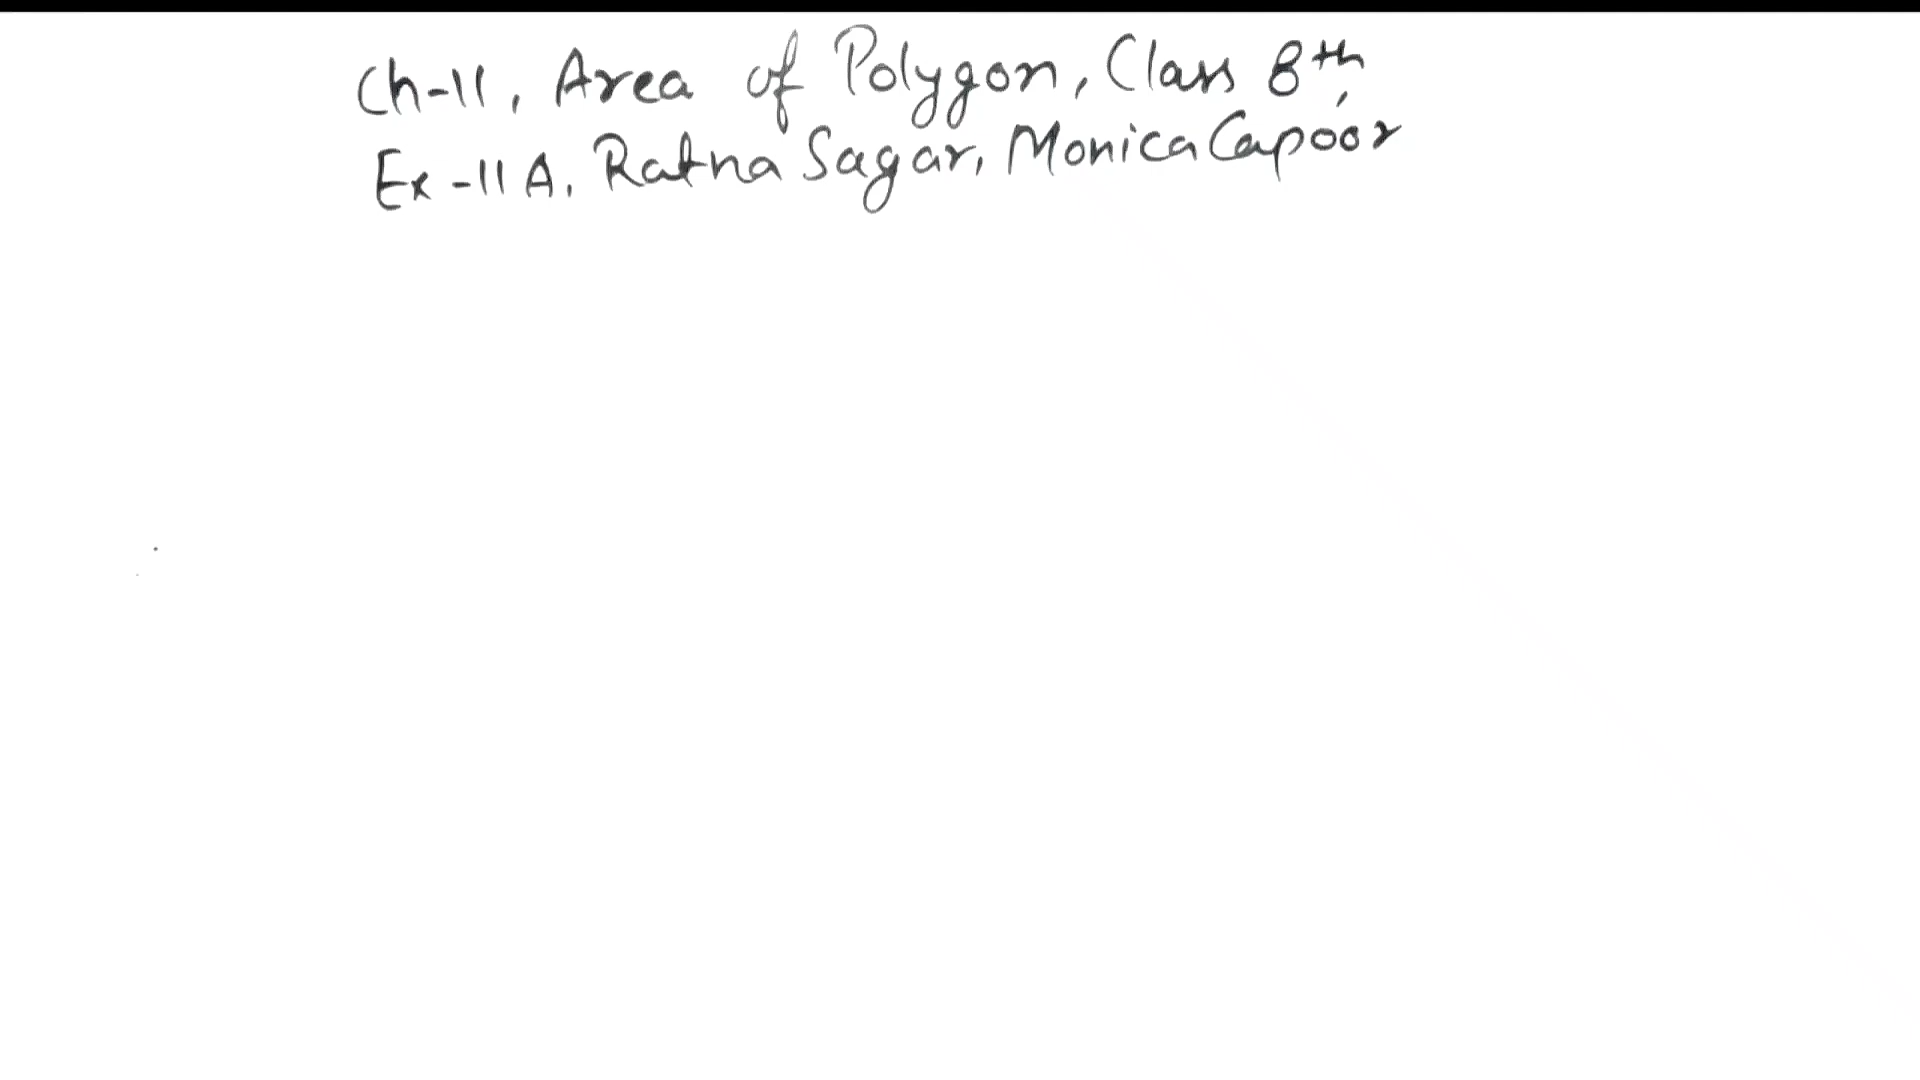 Ch-11, Area of Polygon, Class 8th,
Ex-11A, Ratna Sagar, Monica Capoor